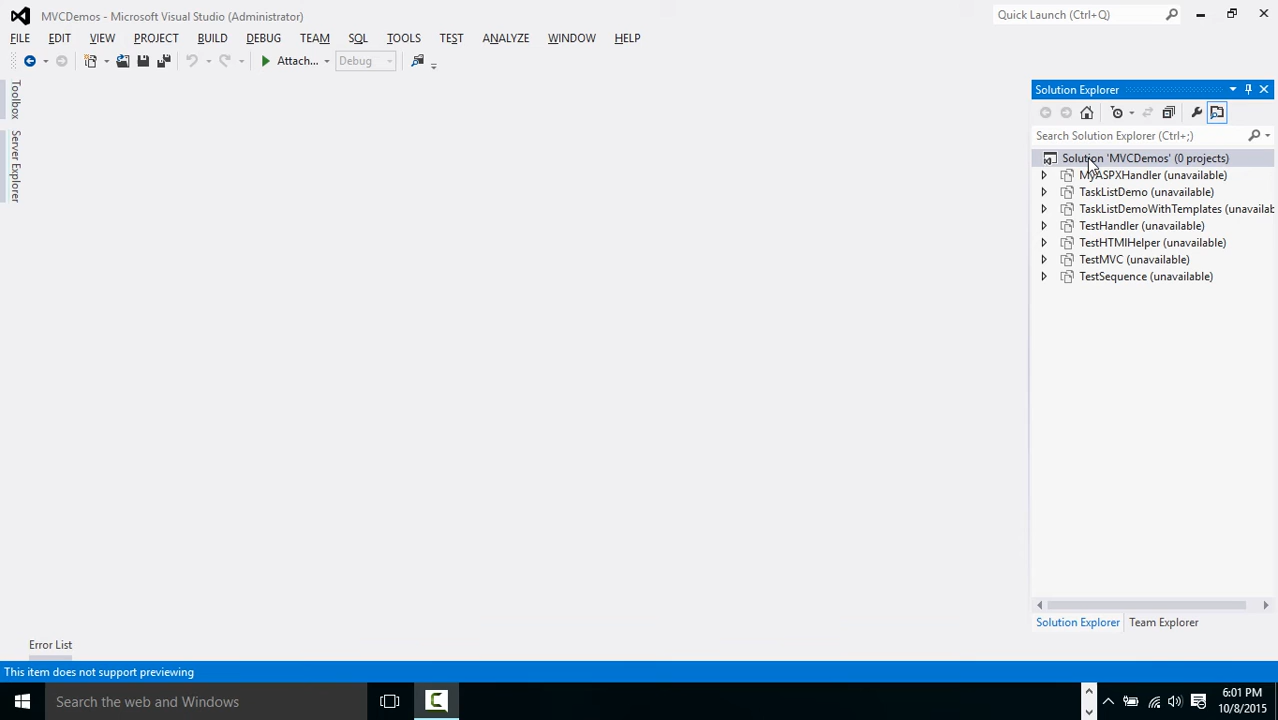 MVCDemos - Microsoft Visual Studio (Administrator)
Quick Launch (Ctrl+Q)
FILE EDIT VIEW PROJECT BUILD DEBUG TEAM SQL TOOLS TEST ANALYZE WINDOW HELP
Attach... Debug
Toolbox
Server Explorer
Solution Explorer
Search Solution Explorer (Ctrl+;)
Solution 'MVCDemos' (0 projects)
MyASPXHandler (unavailable)
TaskListDemo (unavailable)
TaskListDemoWithTemplates (unavailab
TestHandler (unavailable)
TestHTMlHelper (unavailable)
TestMVC (unavailable)
TestSequence (unavailable)
Solution Explorer Team Explorer
Error List
This item does not support previewing
Search the web and Windows
6:01 PM
10/8/2015